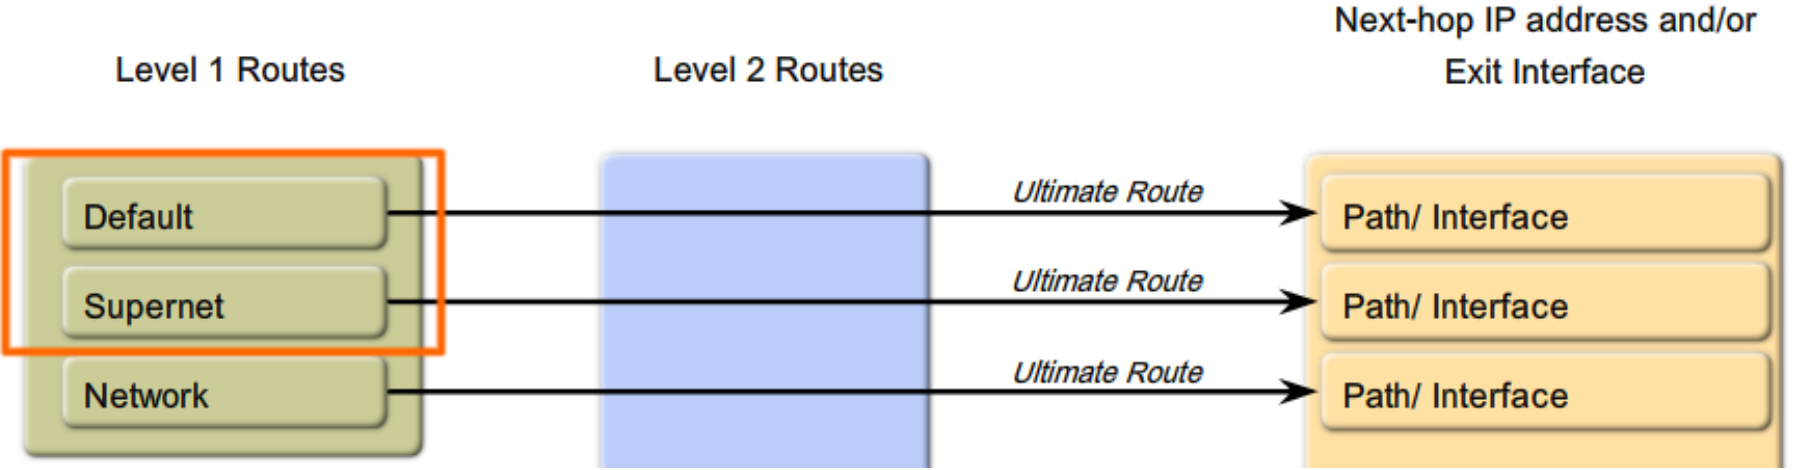 Level 1 Routes
Level 2 Routes
Next-hop IP address and/or
Exit Interface
Default
Ultimate Route
Path/ Interface
Supernet
Ultimate Route
Path/ Interface
Network
Ultimate Route
Path/ Interface